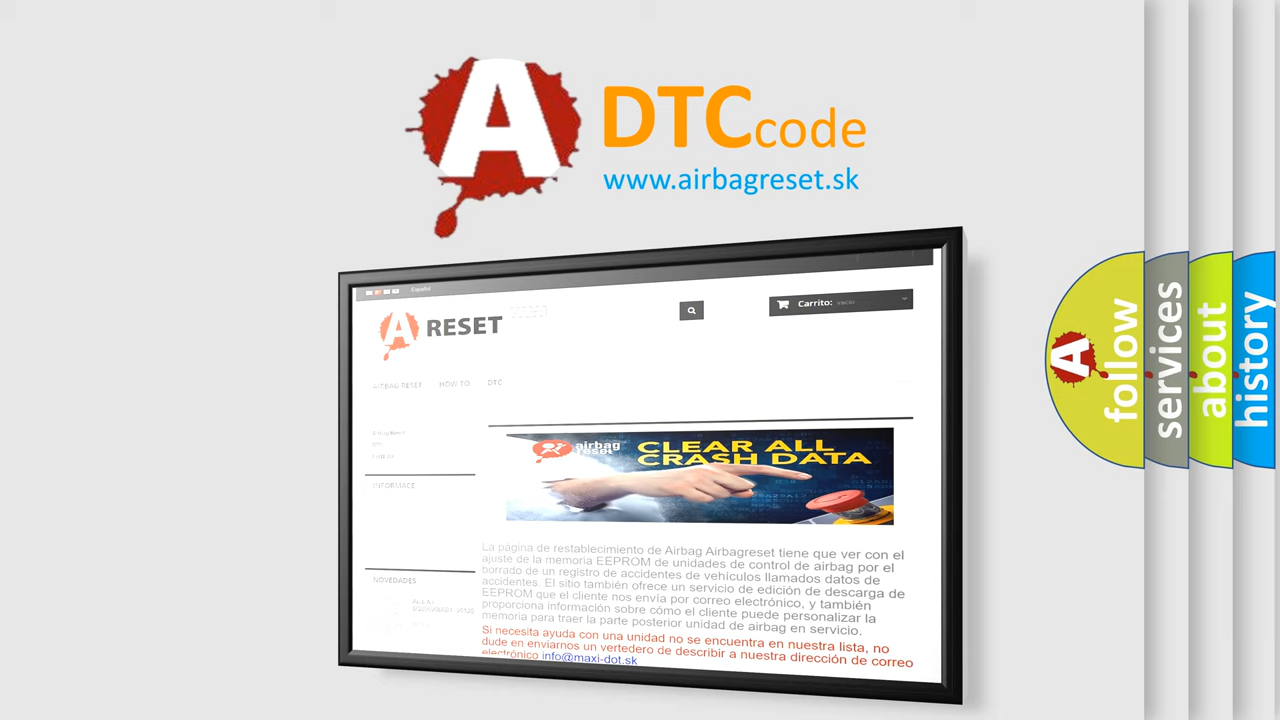 A
DTCcode
www.airbagreset.sk
Español
A RESET
Carrito: vacío
AIRBAG RESET HOW TO DTC
INFORMACE
NOVEDADES
airbag
reset
CLEAR ALL
CRASH DATA
La página de restablecimiento de Airbag Airbagreset tiene que ver con el
ajuste de la memoria EEPROM de unidades de control de airbag por el
borrado de un registro de accidentes de vehículos llamados datos de
accidentes. El sitio también ofrece un servicio de edición de descarga de
EEPROM que el cliente nos envía por correo electrónico, y también
proporciona información sobre cómo el cliente puede personalizar la
memoria para traer la parte posterior unidad de airbag en servicio.
Si necesita ayuda con una unidad no se encuentra en nuestra lista, no
dude en enviarnos un vertedero de describir a nuestra dirección de correo
electrónico info@maxi-dot.sk
A
follow
services
about
history